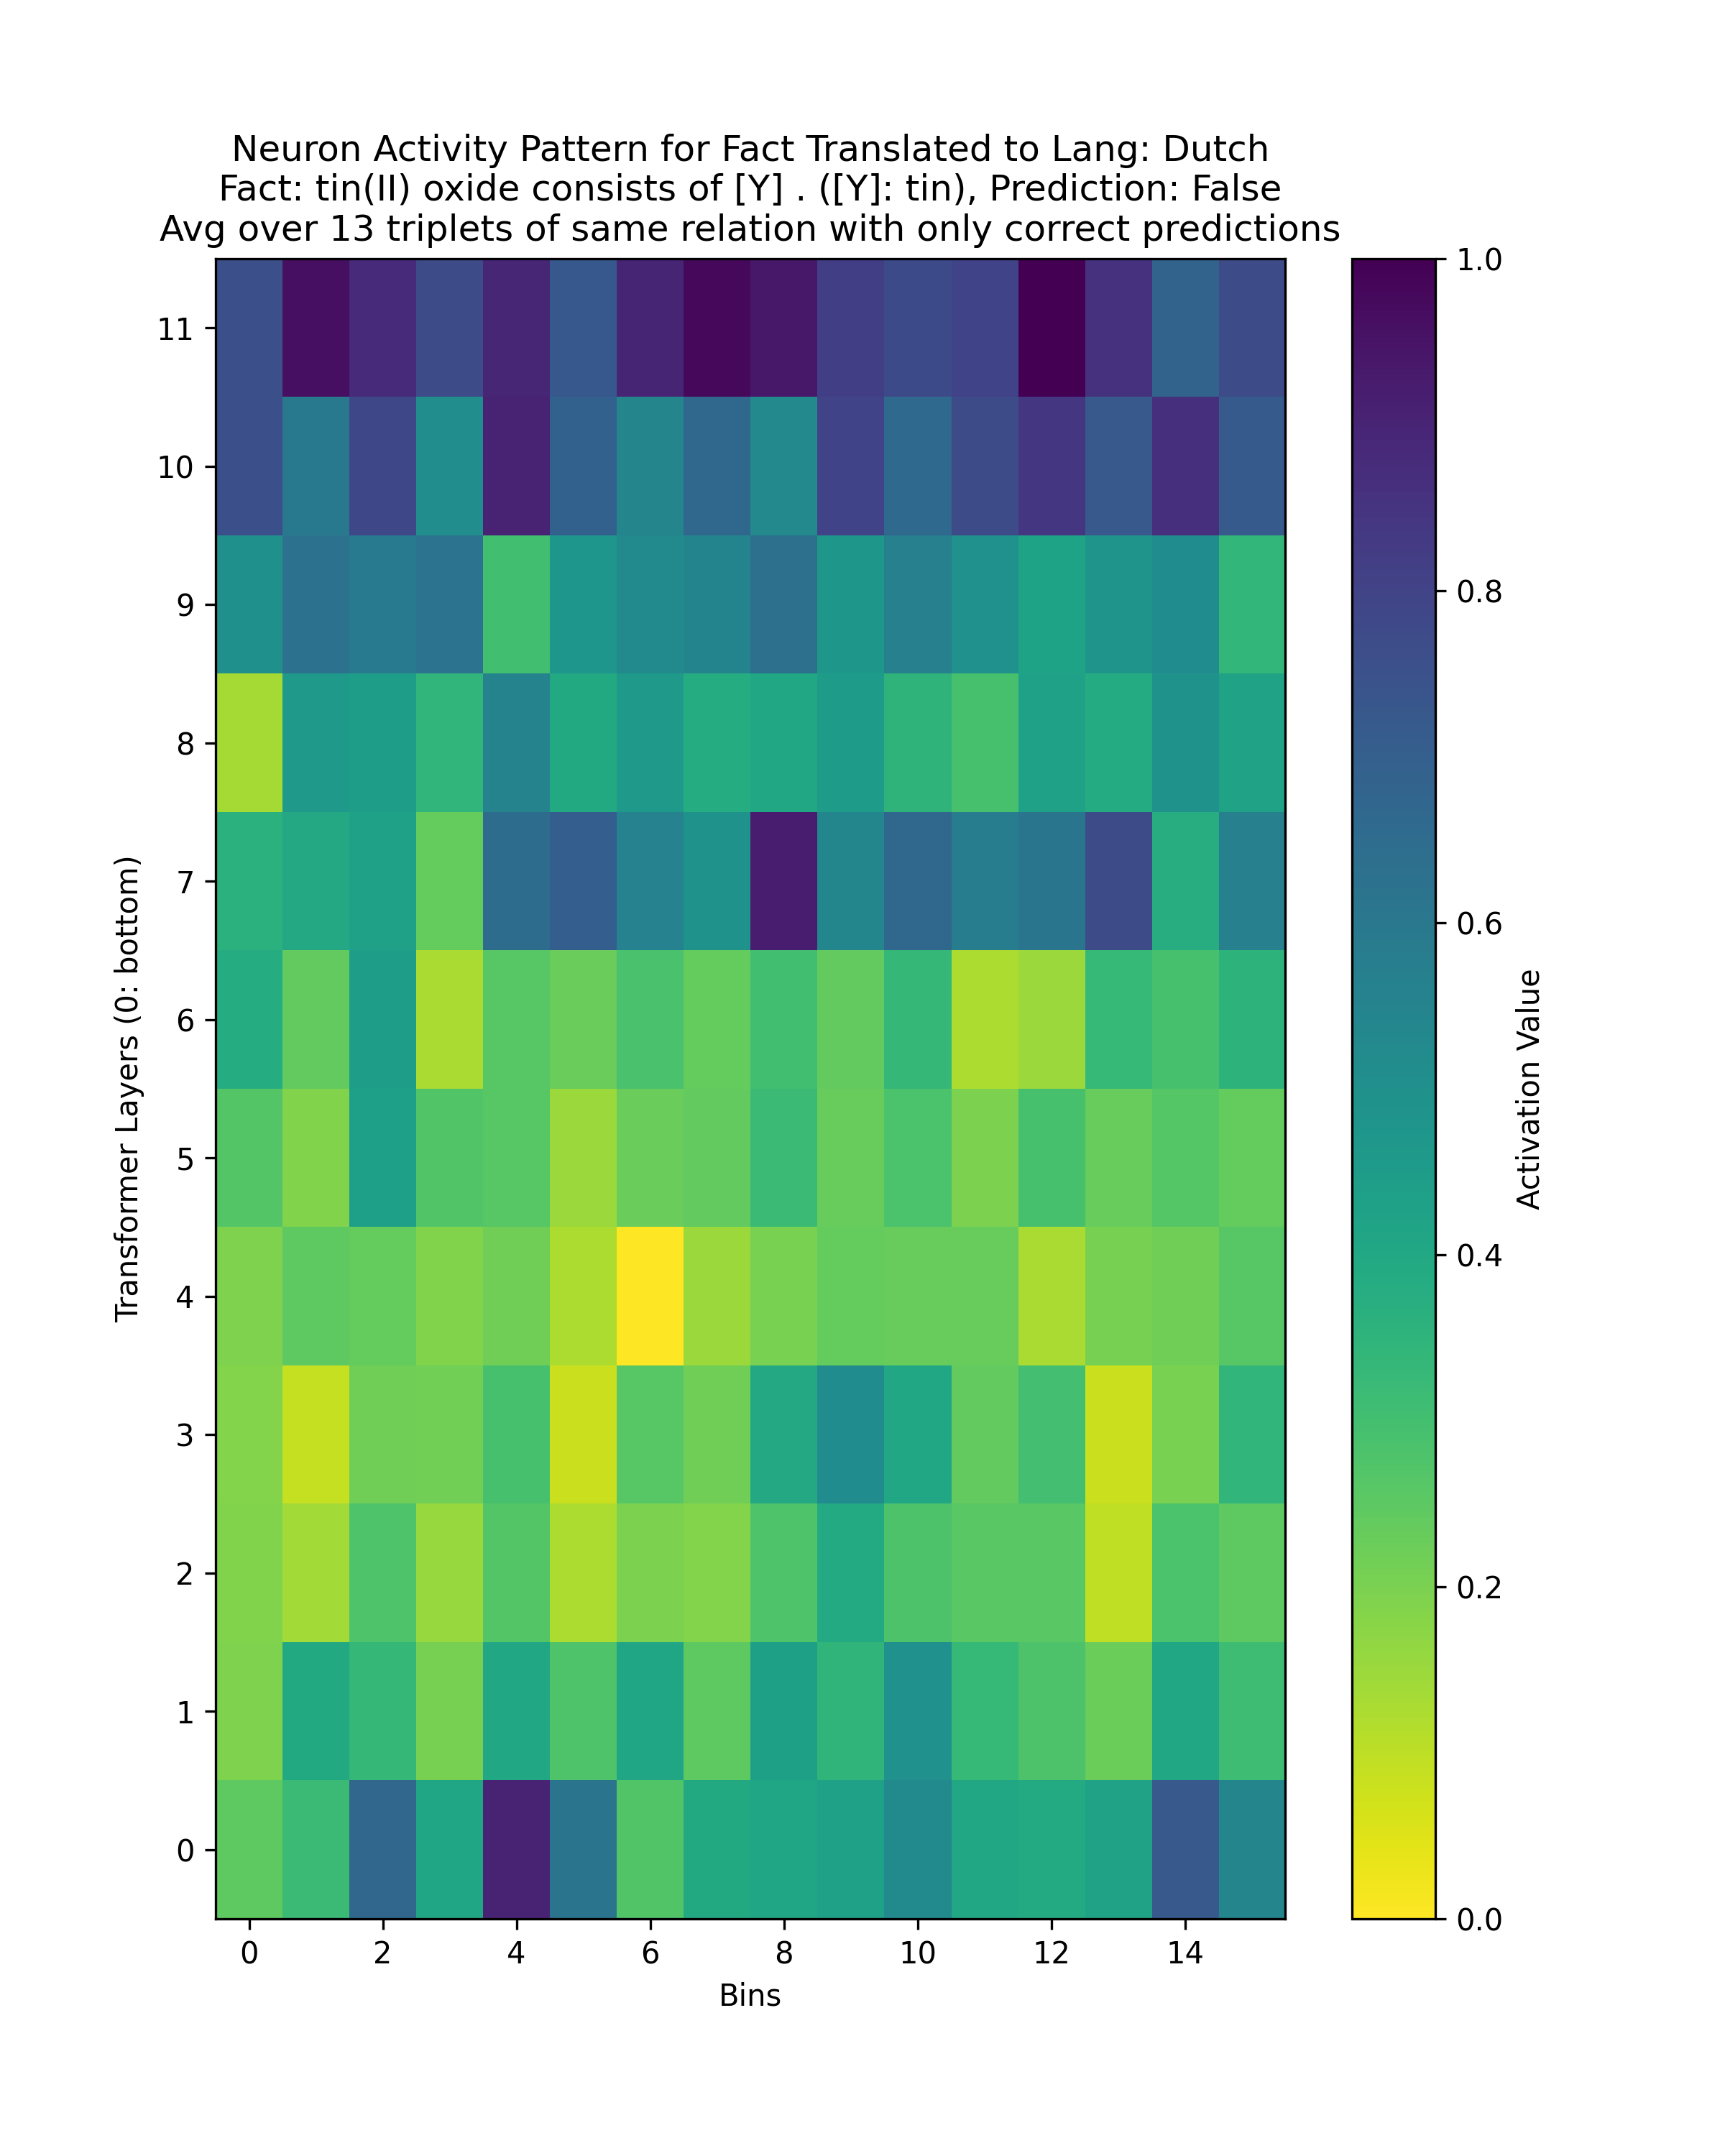 Neuron Activity Pattern for Fact Translated to Lang: Dutch
Fact: tin(II) oxide consists of [Y] . ([Y]: tin), Prediction: False
Avg over 13 triplets of same relation with only correct predictions
Transformer Layers (0: bottom)
11
10
9
8
7
6
5
4
3
2
1
0
0 2 4 6 8 10 12 14
Bins
1.0
0.8
0.6
0.4
0.2
0.0
Activation Value